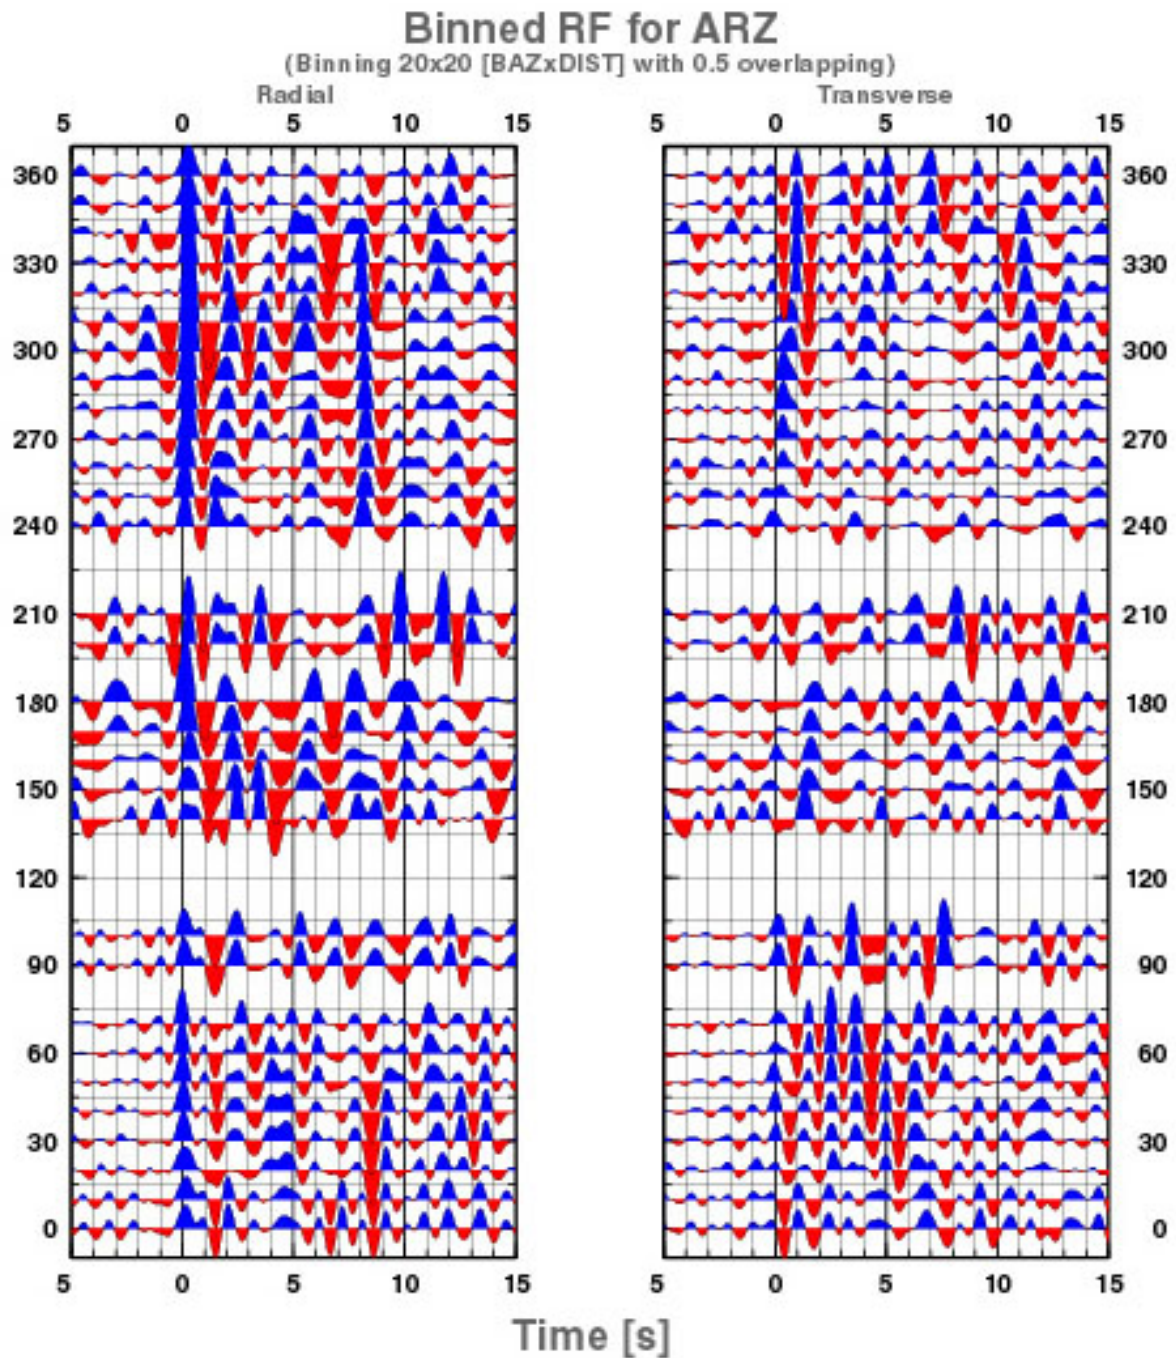 Binned RF for ARZ
(Binning 20x20 [BAZxDIST] with 0.5 overlapping)
Radial Transverse
5 0 5 10 15 5 0 5 10 15
360 360
330 330
300 300
270 270
240 240
210 210
180 180
150 150
120 120
90 90
60 60
30 30
0 0
5 0 5 10 15 5 0 5 10 15
Time [s]